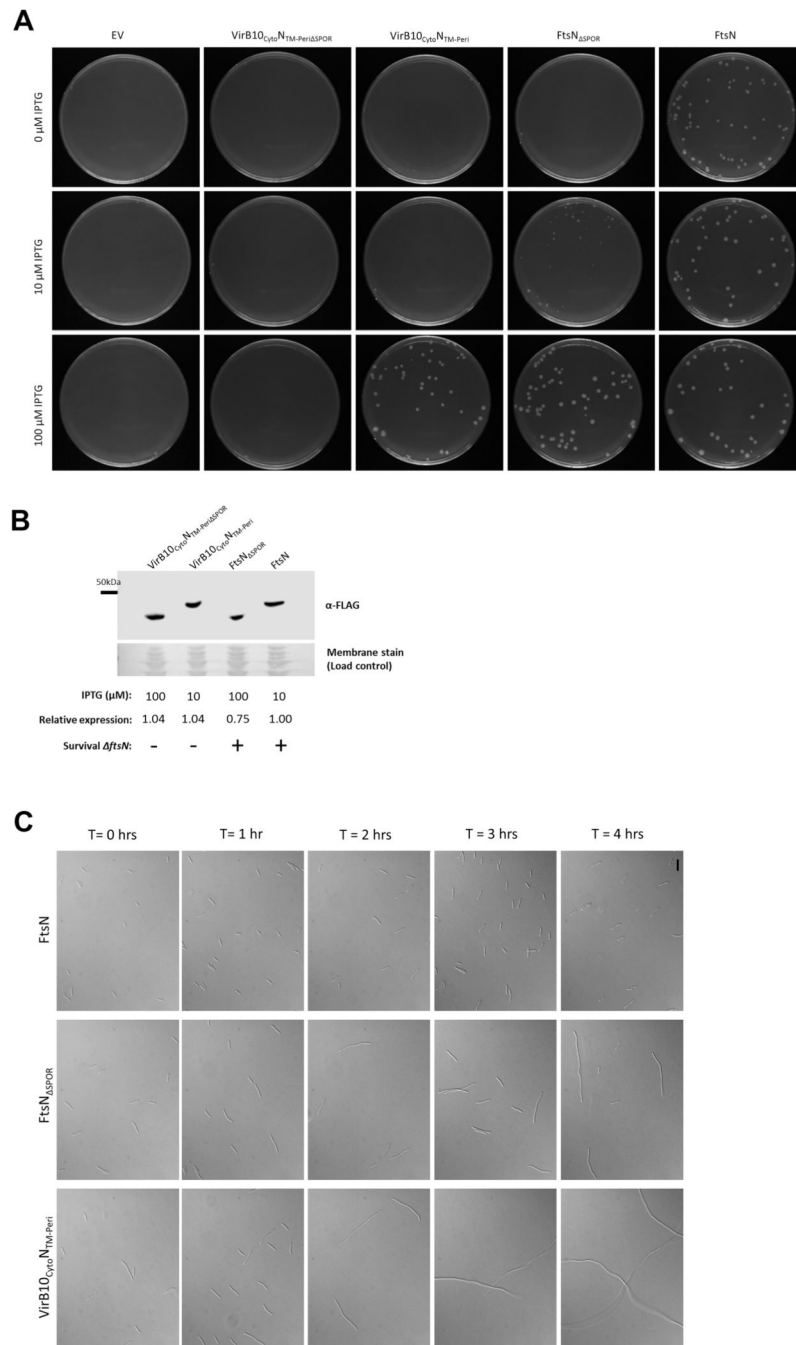 A
EV VirB10CytoNTM-PeriΔSPOR VirB10CytoNTM-Peri FtsNΔSPOR FtsN
0 µM IPTG
10 µM IPTG
100 µM IPTG
B
VirB10CytoNTM-PeriΔSPOR VirB10CytoNTM-Peri FtsNΔSPOR FtsN
50kDa
α-FLAG
Membrane stain
(Load control)
IPTG (µM): 100 10 100 10
Relative expression: 1.04 1.04 0.75 1.00
Survival ΔftsN: - - + +
C
T= 0 hrs T= 1 hr T= 2 hrs T = 3 hrs T = 4 hrs
FtsN
FtsNΔSPOR
VirB10CytoNTM-Peri